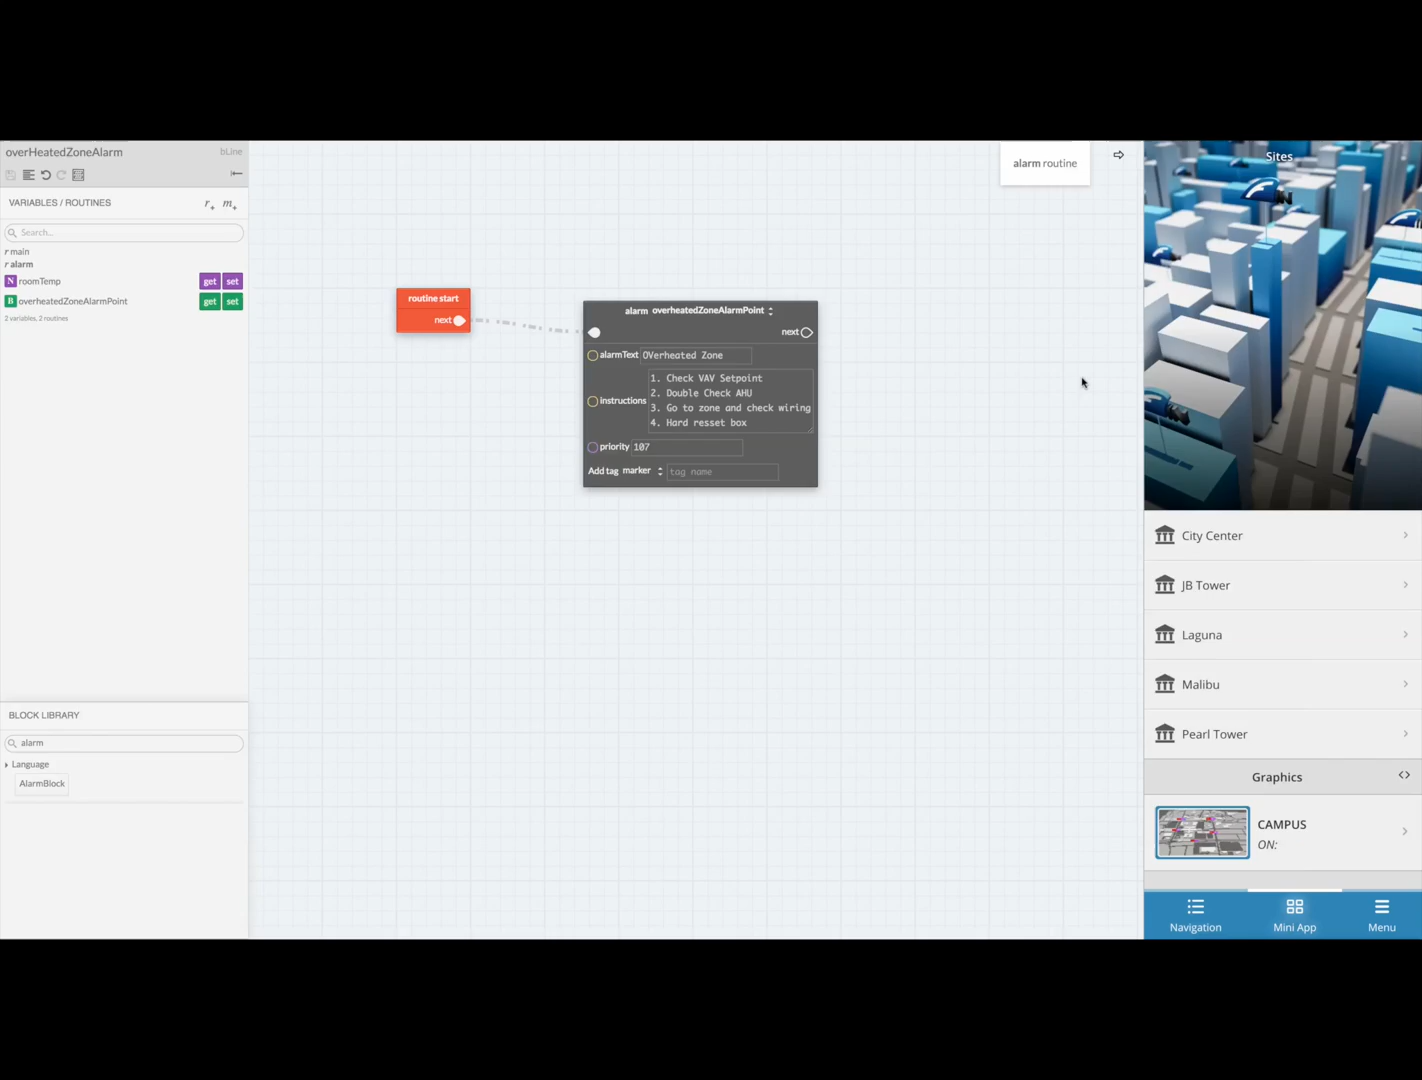 overHeatedZoneAlarm
bLine
VARIABLES / ROUTINES
r+ m+
Search...
r main
r alarm
N roomTemp get set
B overheatedZoneAlarmPoint get set
2 variables, 2 routines
BLOCK LIBRARY
alarm
Language
AlarmBlock
routine start
next
alarm overheatedZoneAlarmPoint
next
alarmText OVerheated Zone
instructions
1. Check VAV Setpoint
2. Double Check AHU
3. Go to zone and check wiring
4. Hard resset box
priority 107
Add tag marker tag name
alarm routine
Sites
City Center
JB Tower
Laguna
Malibu
Pearl Tower
Graphics
CAMPUS
ON:
Navigation
Mini App
Menu